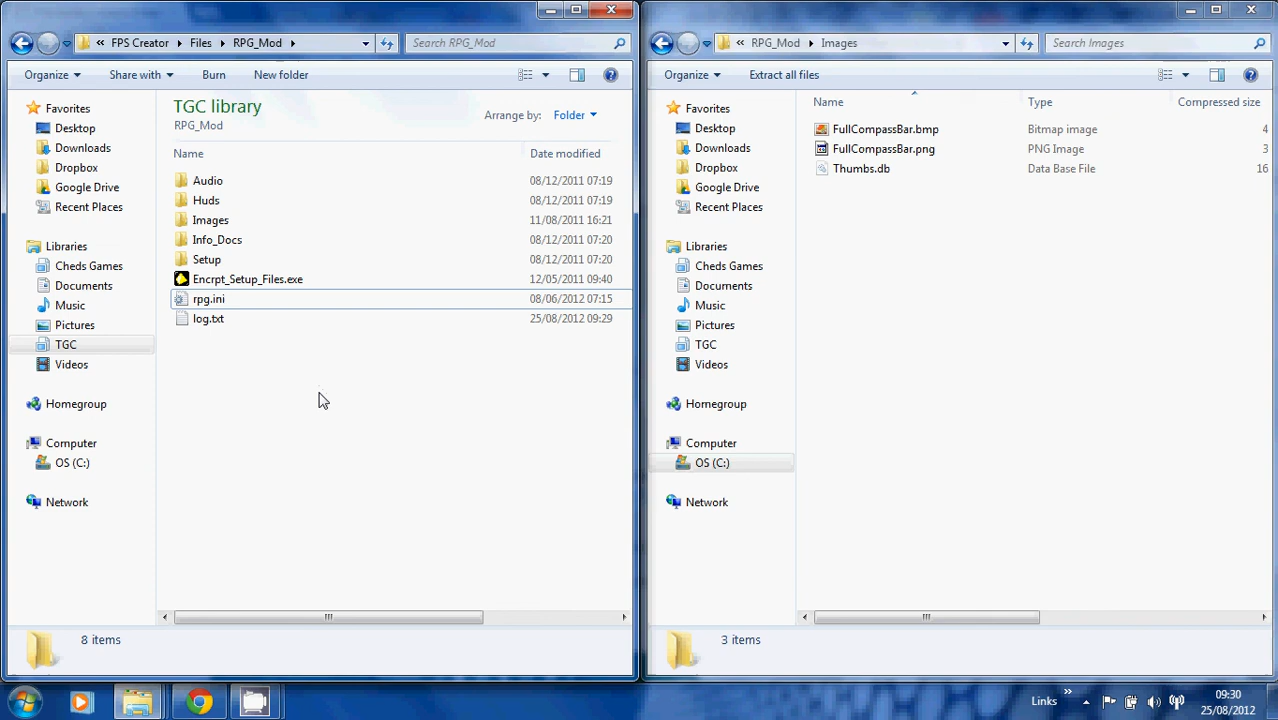 FPS Creator Files RPG_Mod
Search RPG_Mod
Organize Share with Burn New folder
TGC library
RPG_Mod
Arrange by: Folder
Name Date modified
Favorites
Desktop
Downloads
Dropbox
Google Drive
Recent Places
Libraries
Cheds Games
Documents
Music
Pictures
TGC
Videos
Homegroup
Computer
OS (C:)
Network
Audio 08/12/2011 07:19
Huds 08/12/2011 07:19
Images 11/08/2011 16:21
Info_Docs 08/12/2011 07:20
Setup 08/12/2011 07:20
Encrpt_Setup_Files.exe 12/05/2011 09:40
rpg.ini 08/06/2012 07:15
log.txt 25/08/2012 09:29
8 items
RPG_Mod Images
Search Images
Organize Extract all files
Name Type Compressed size
Favorites
Desktop
Downloads
Dropbox
Google Drive
Recent Places
Libraries
Cheds Games
Documents
Music
Pictures
TGC
Videos
Homegroup
Computer
OS (C:)
Network
FullCompassBar.bmp Bitmap image 4
FullCompassBar.png PNG Image 3
Thumbs.db Data Base File 16
3 items
Links
09:30
25/08/2012